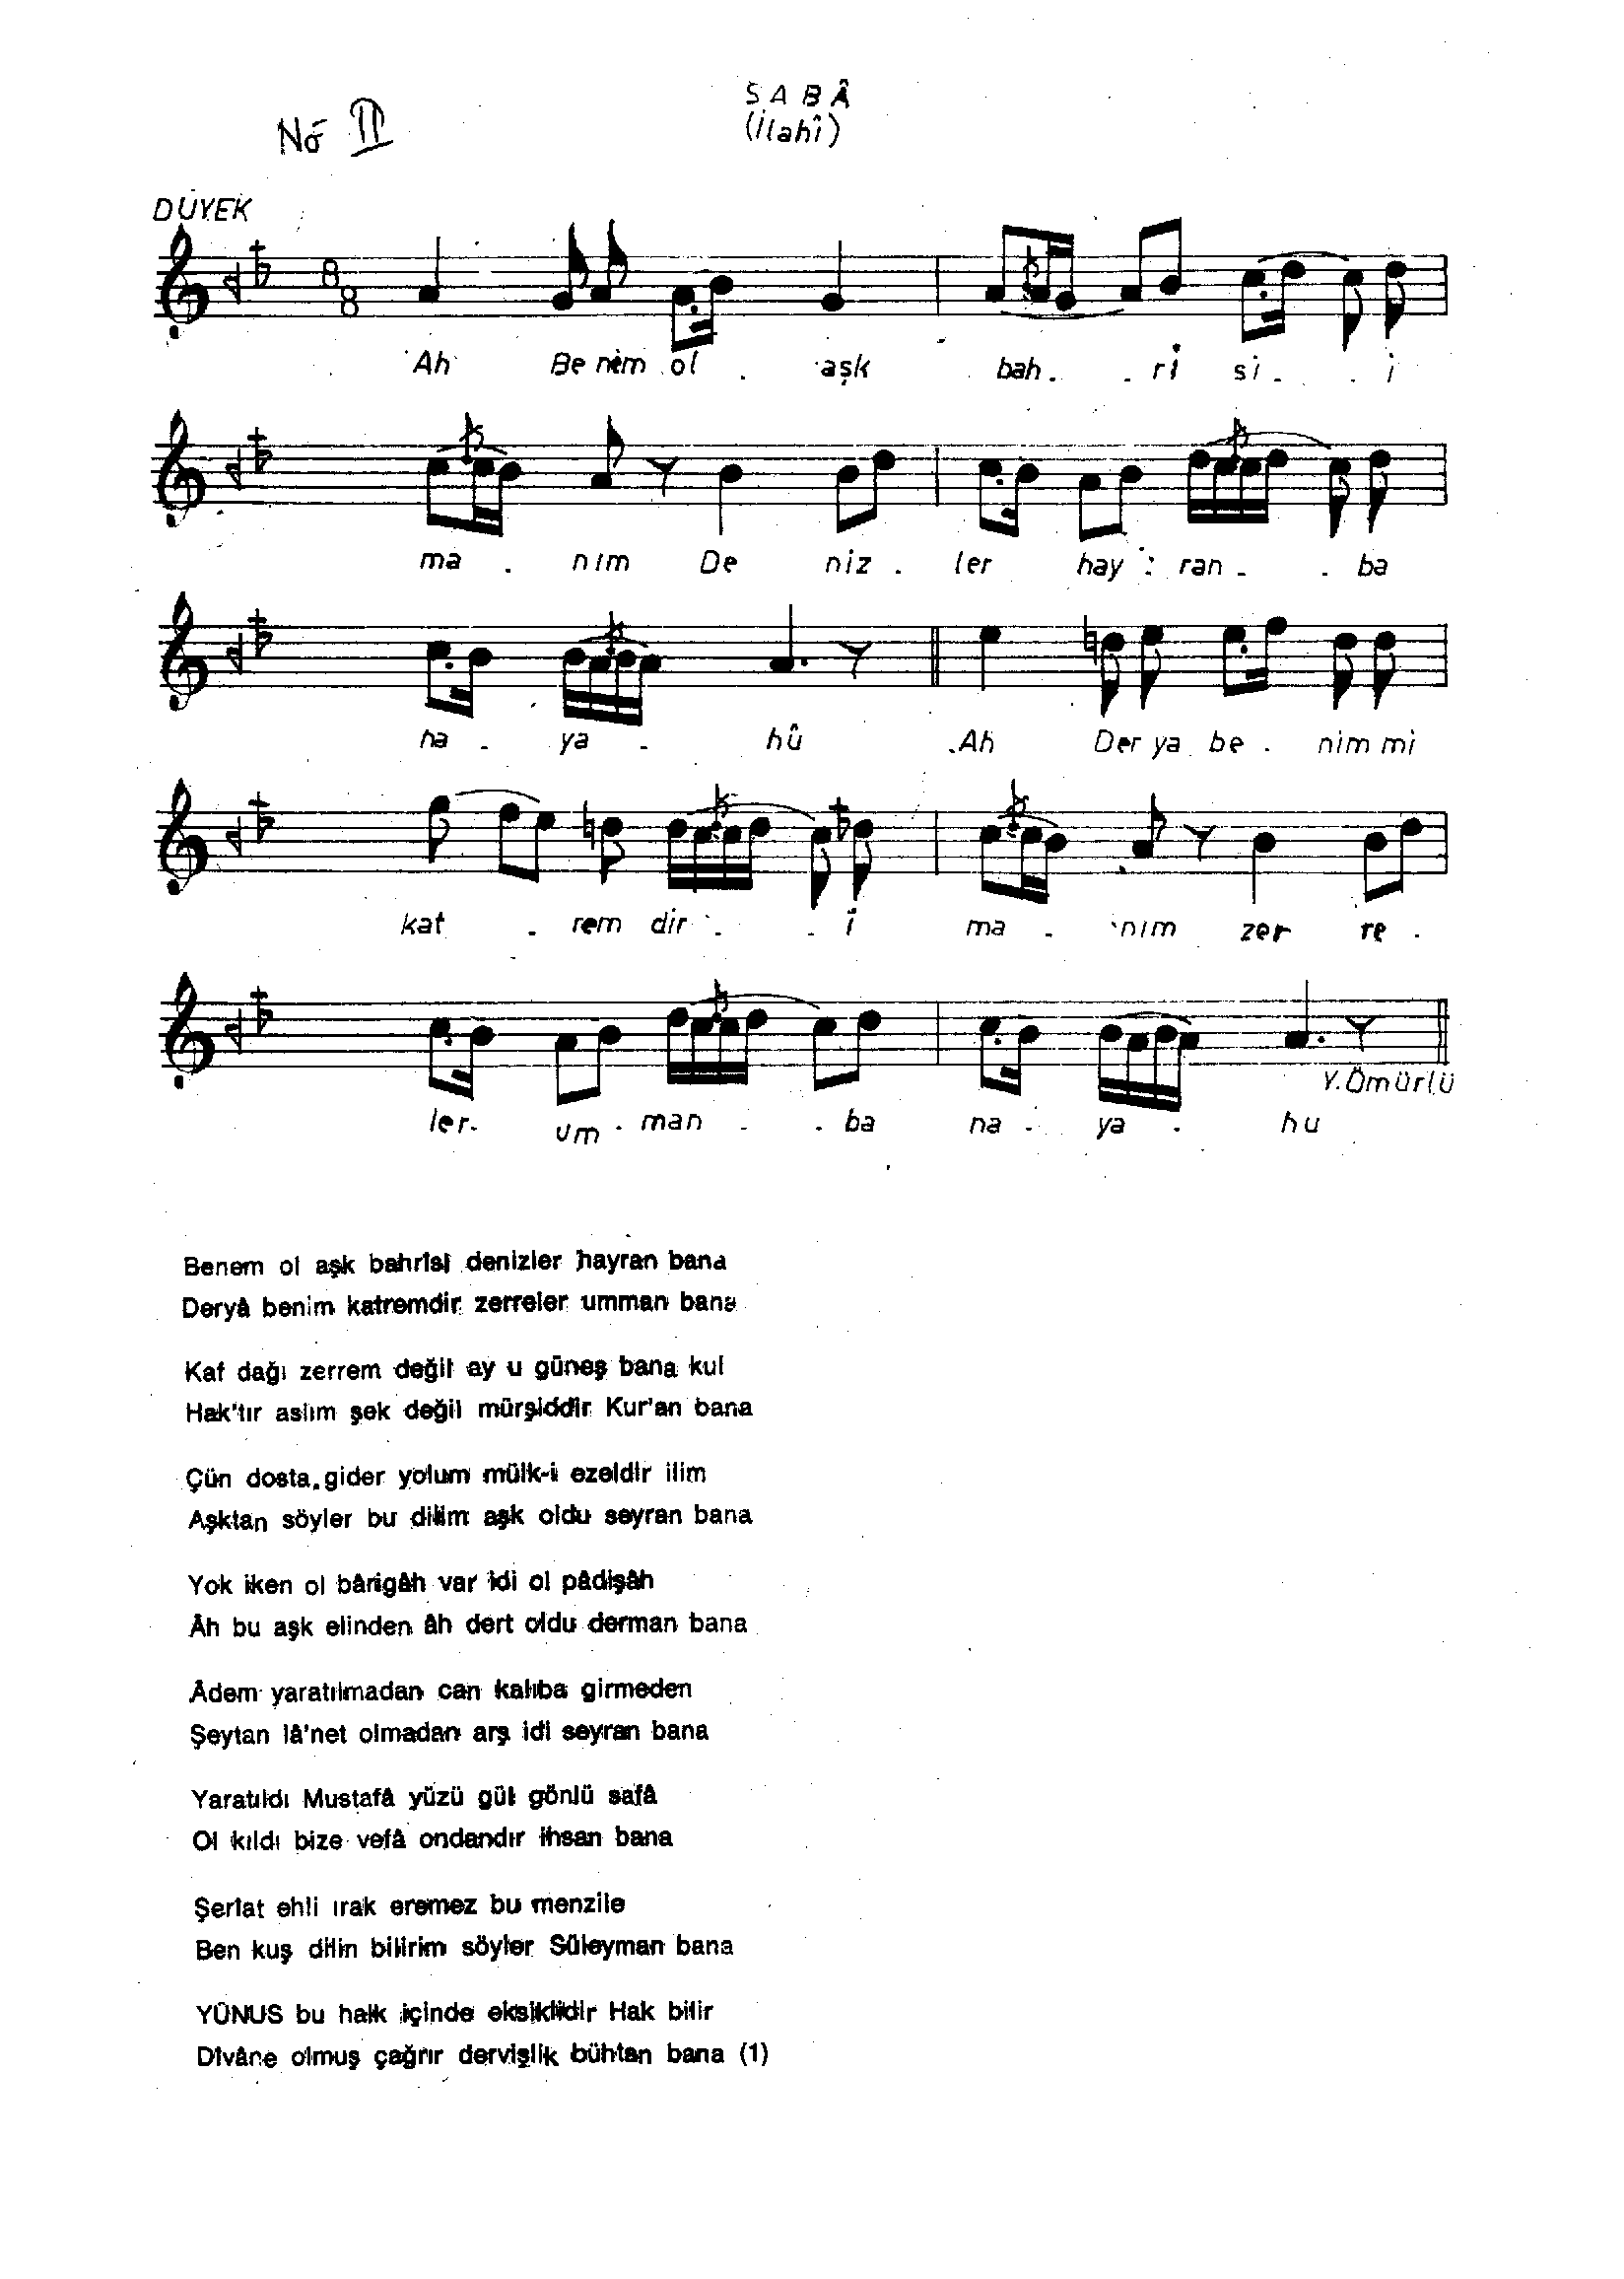 SABÂ
(İlahî)
Nó II
DÜYEK
8
8
Ah Be nim ol . aşk bah . . ri si . . i
ma . nım De niz . ler hay . ran . . ba
na . ya . hû Ah Der ya be . nim mi
kat . rem dir . . i ma . nım zer re .
ler . um . man . . ba na . ya . hu
Y. Ömürlü
Benem ol aşk bahrisi denizler hayran bana
Deryâ benim katremdir zerreler umman bana
Kaf dağı zerrem değil ay u güneş bana kul
Hak'tır aslım şek değil mürşiddir Kur'an bana
Çün dosta gider yolum mülk-i ezeldir ilim
Aşktan söyler bu dilim aşk oldu seyran bana
Yok iken ol bârigâh var idi ol pâdişâh
Âh bu aşk elinden âh dert oldu derman bana
Âdem yaratılmadan can kalıba girmeden
Şeytan lâ'net olmadan arş idi seyran bana
Yaratıldı Mustafâ yüzü gül gönlü safâ
Ol kıldı bize vefâ ondandır ihsan bana
Şeriat ehli ırak eremez bu menzile
Ben kuş dilin bilirim söyler Süleyman bana
YÛNUS bu halk içinde eksiklidir Hak bilir
Dîvâne olmuş çağrır dervişlik bühtan bana (1)